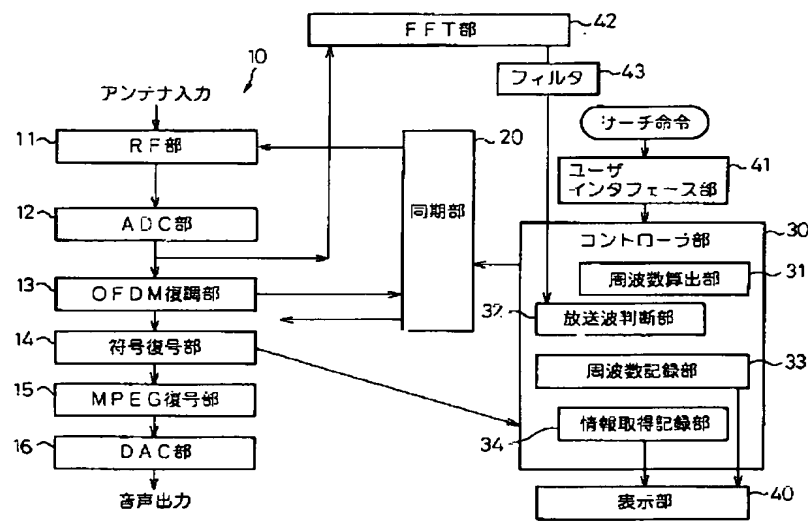 FFT部
42
10
フィルタ
43
アンテナ入力
サーチ命令
11
RF部
20
ユーザ
インタフェース部
41
12
ADC部
同期部
コントローラ部
30
周波数算出部
31
13
OFDM復調部
32
放送波判断部
14
符号復号部
周波数記録部
33
15
MPEG復号部
情報取得記録部
34
16
DAC部
音声出力
表示部
40